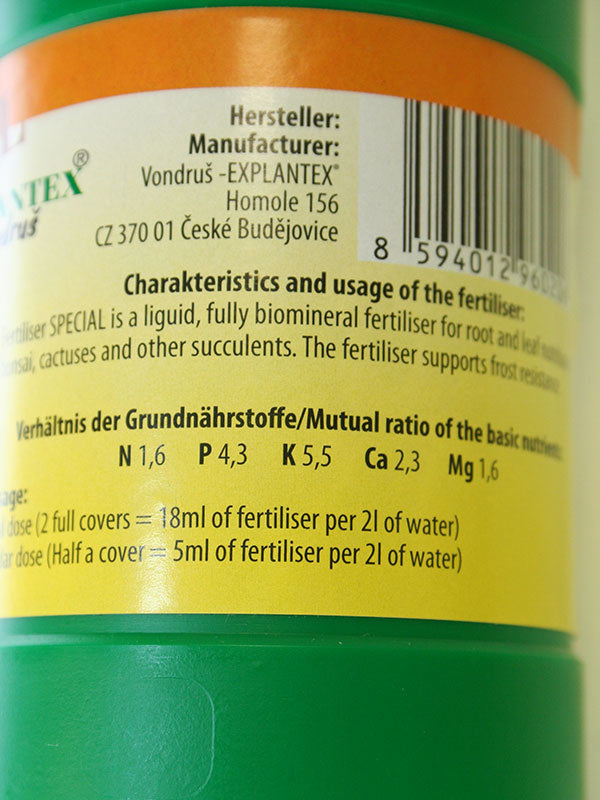 Hersteller:
Manufacturer:
Vondruš -EXPLANTEX®
Homole 156
CZ 370 01 České Budějovice
8 594012 960
Charakteristics and usage of the fertiliser:
SPECIAL is a liguid, fully biomineral fertiliser for root and leaf
cactuses and other succulents. The fertiliser supports frost resistance
Verhältnis der Grundnährstoffe/Mutual ratio of the basic nutrients
N 1,6 P 4,3 K 5,5 Ca 2,3 Mg 1,6
dose (2 full covers = 18ml of fertiliser per 2l of water)
dose (Half a cover = 5ml of fertiliser per 2l of water)